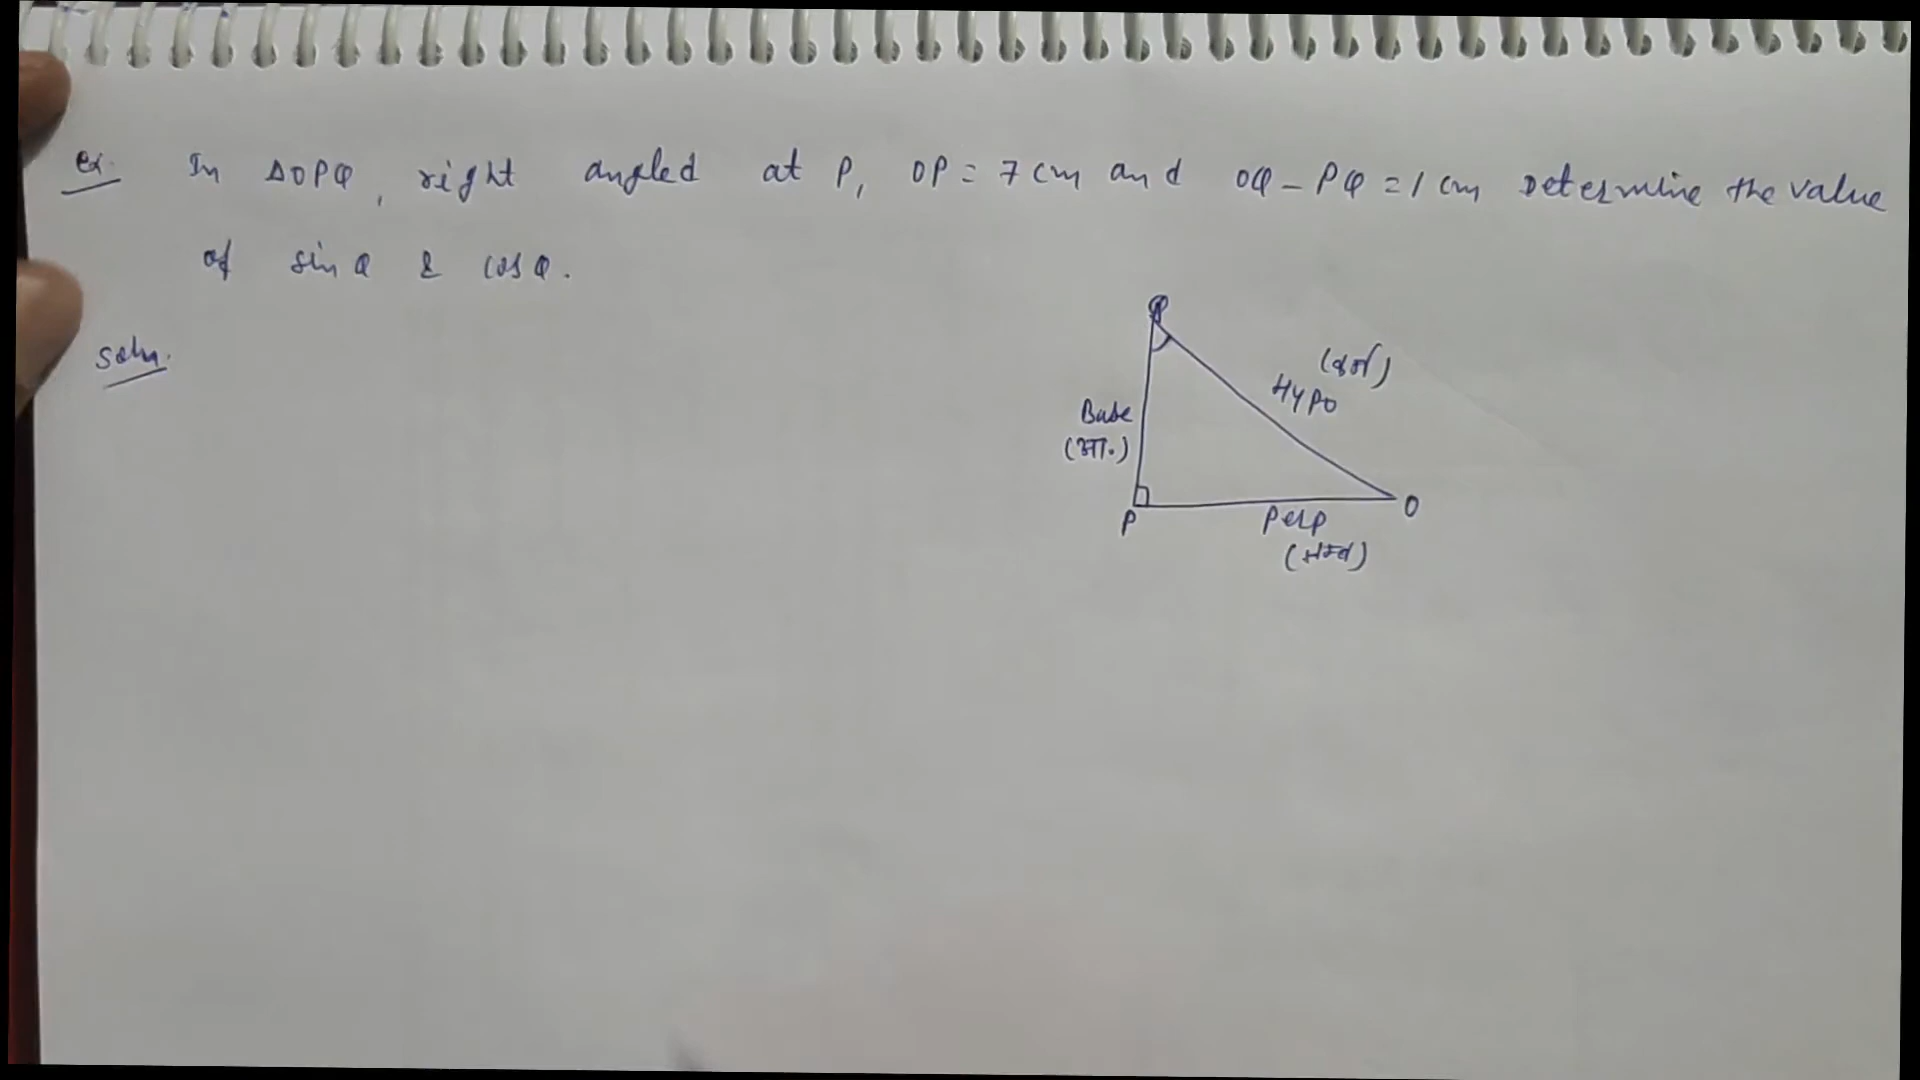 ex. In ΔOPQ, right angled at P, OP = 7 cm and OQ - PQ = 1 cm Determine the value
of sin Q & cos Q.
Soln.
Q
(कर्ण)
Hypo
Base
(आ.)
P
O
Perp
(लम्ब)